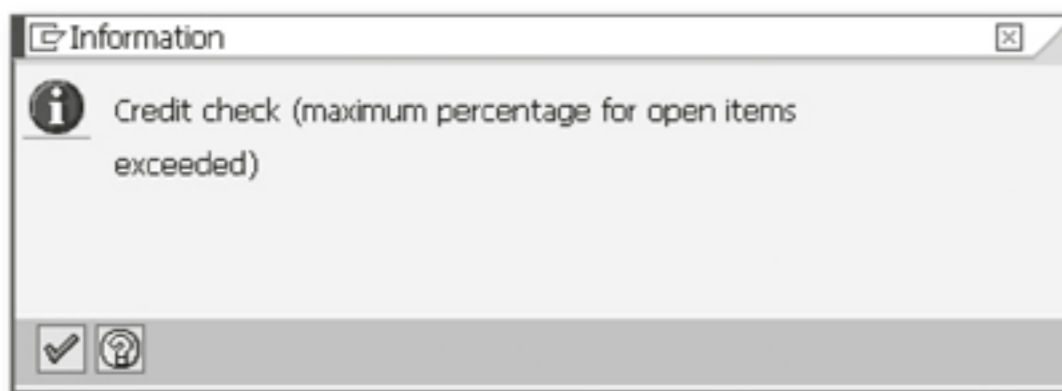 Information
Credit check (maximum percentage for open items
exceeded)